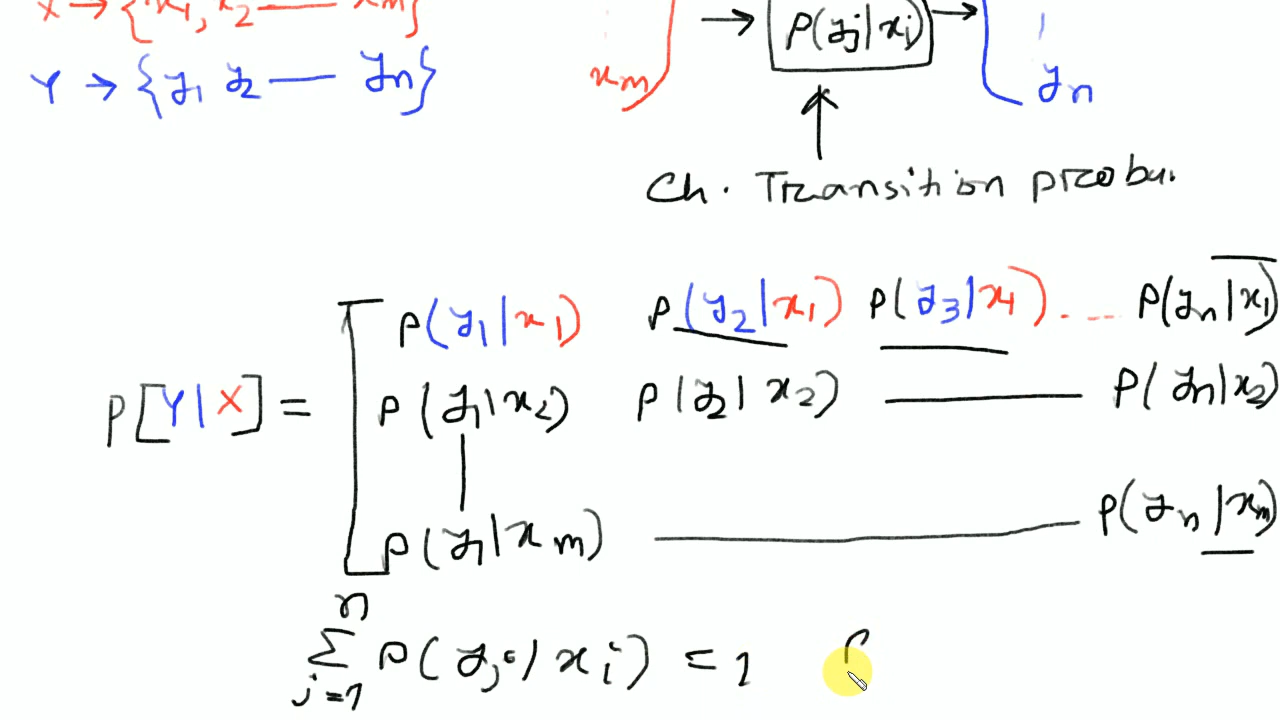 X → {x1, x2 — xm}
Y → {y1 y2 — yn}
xm → P(yj|xi) → yn
Ch. Transition proba.
P[Y|X] =
P(y1|x1) P(y2|x1) P(y3|x1) ..... P(yn|x1)
P(y1|x2) P(y2|x2) — P(yn|x2)
P(y1|xm) — P(yn|xm)
n
Σ P(yj/xi) = 1
j=1